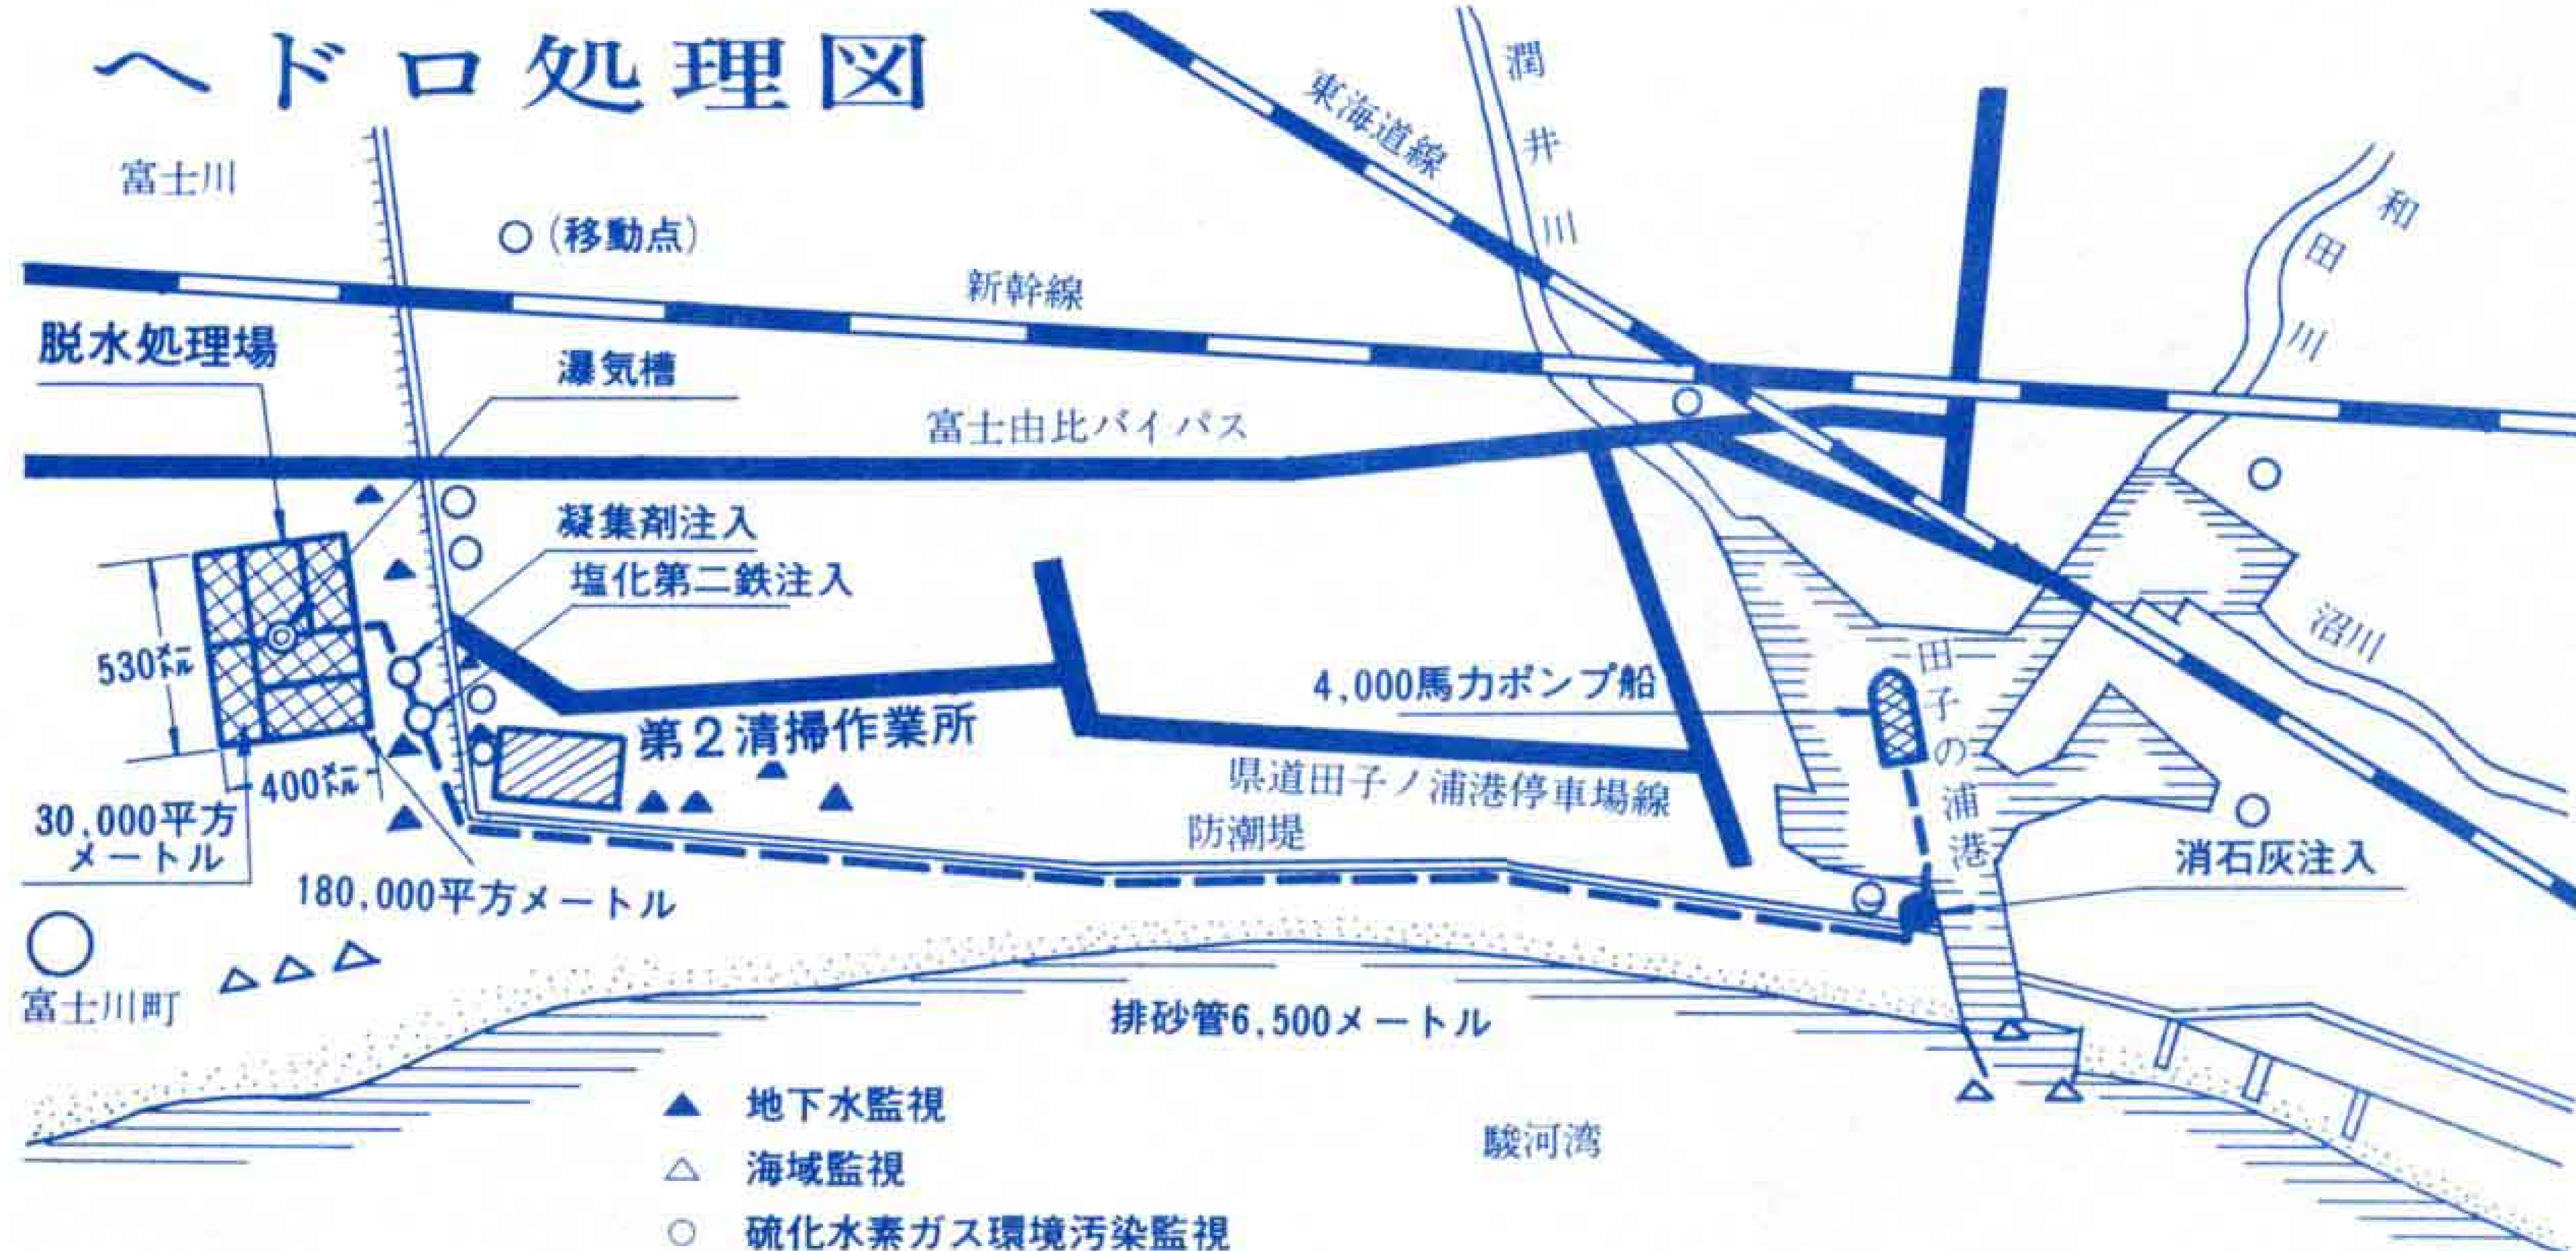 ヘドロ処理図
富士川
○(移動点)
東海道線
潤井川
和田川
新幹線
脱水処理場
瀑気槽
富士由比バイパス
凝集剤注入
塩化第二鉄注入
530メートル
400メートル
沼川
4,000馬力ポンプ船
田子の浦港
第2清掃作業所
県道田子ノ浦港停車場線
防潮堤
30,000平方
メートル
180,000平方メートル
消石灰注入
富士川町
排砂管6,500メートル
駿河湾
▲ 地下水監視
△ 海域監視
○ 硫化水素ガス環境汚染監視